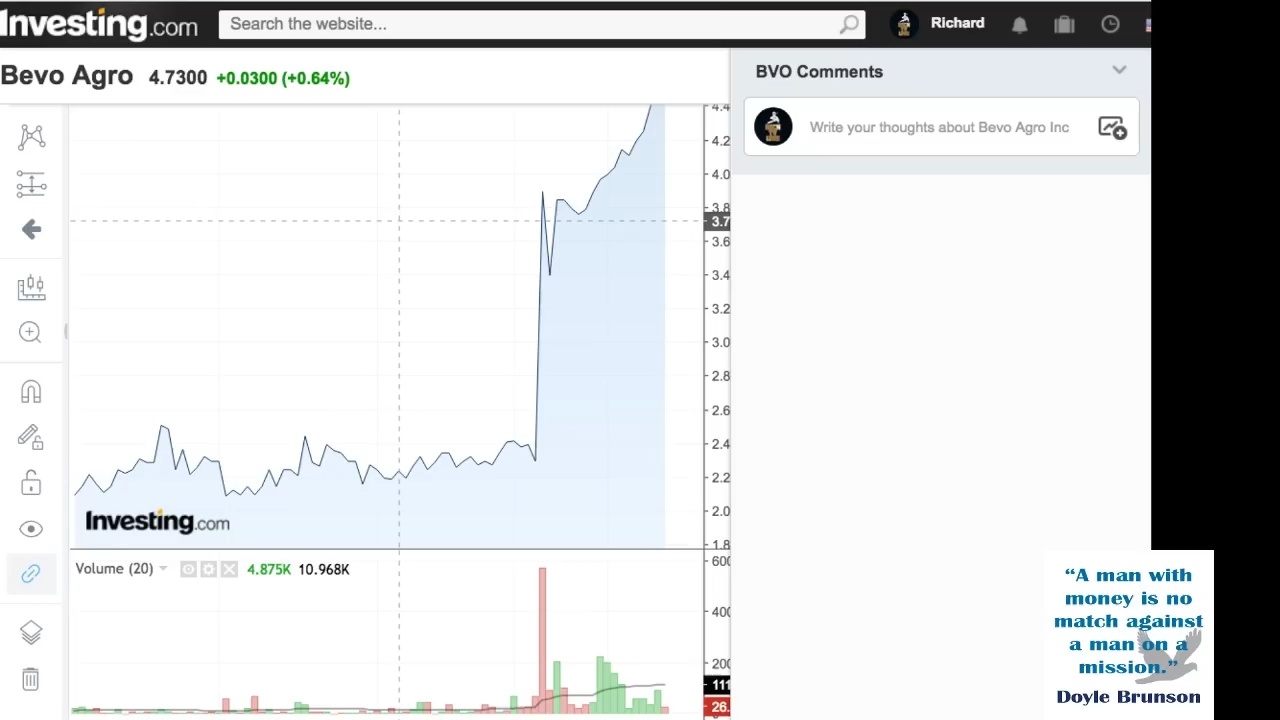 Investing.com
Search the website...
Richard
Bevo Agro 4.7300 +0.0300 (+0.64%)
BVO Comments
Write your thoughts about Bevo Agro Inc
4.4
4.2
4.0
3.8
3.7
3.6
3.4
3.2
3.0
2.8
2.6
2.4
2.2
2.0
1.8
Investing.com
Volume (20) 4.875K 10.968K
600
400
200
111
26.
“A man with
money is no
match against
a man on a
mission.”
Doyle Brunson